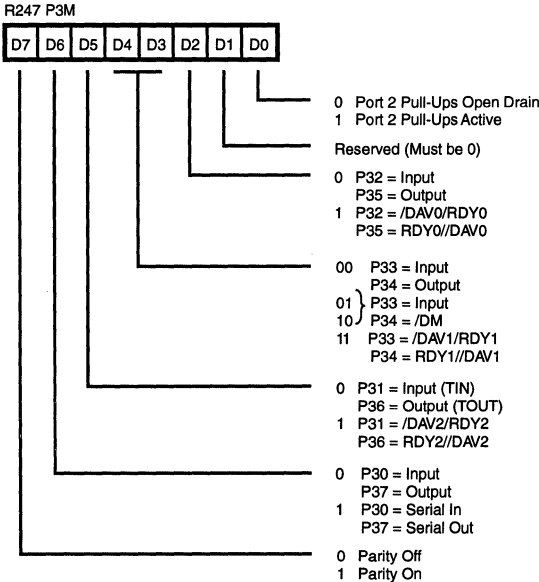 R247 P3M
D7 D6 D5 D4 D3 D2 D1 D0
0 Port 2 Pull-Ups Open Drain
1 Port 2 Pull-Ups Active
Reserved (Must be 0)
0 P32 = Input
P35 = Output
1 P32 = /DAV0/RDY0
P35 = RDY0//DAV0
00 P33 = Input
P34 = Output
01 } P33 = Input
10 } P34 = /DM
11 P33 = /DAV1/RDY1
P34 = RDY1//DAV1
0 P31 = Input (TIN)
P36 = Output (TOUT)
1 P31 = /DAV2/RDY2
P36 = RDY2//DAV2
0 P30 = Input
P37 = Output
1 P30 = Serial In
P37 = Serial Out
0 Parity Off
1 Parity On